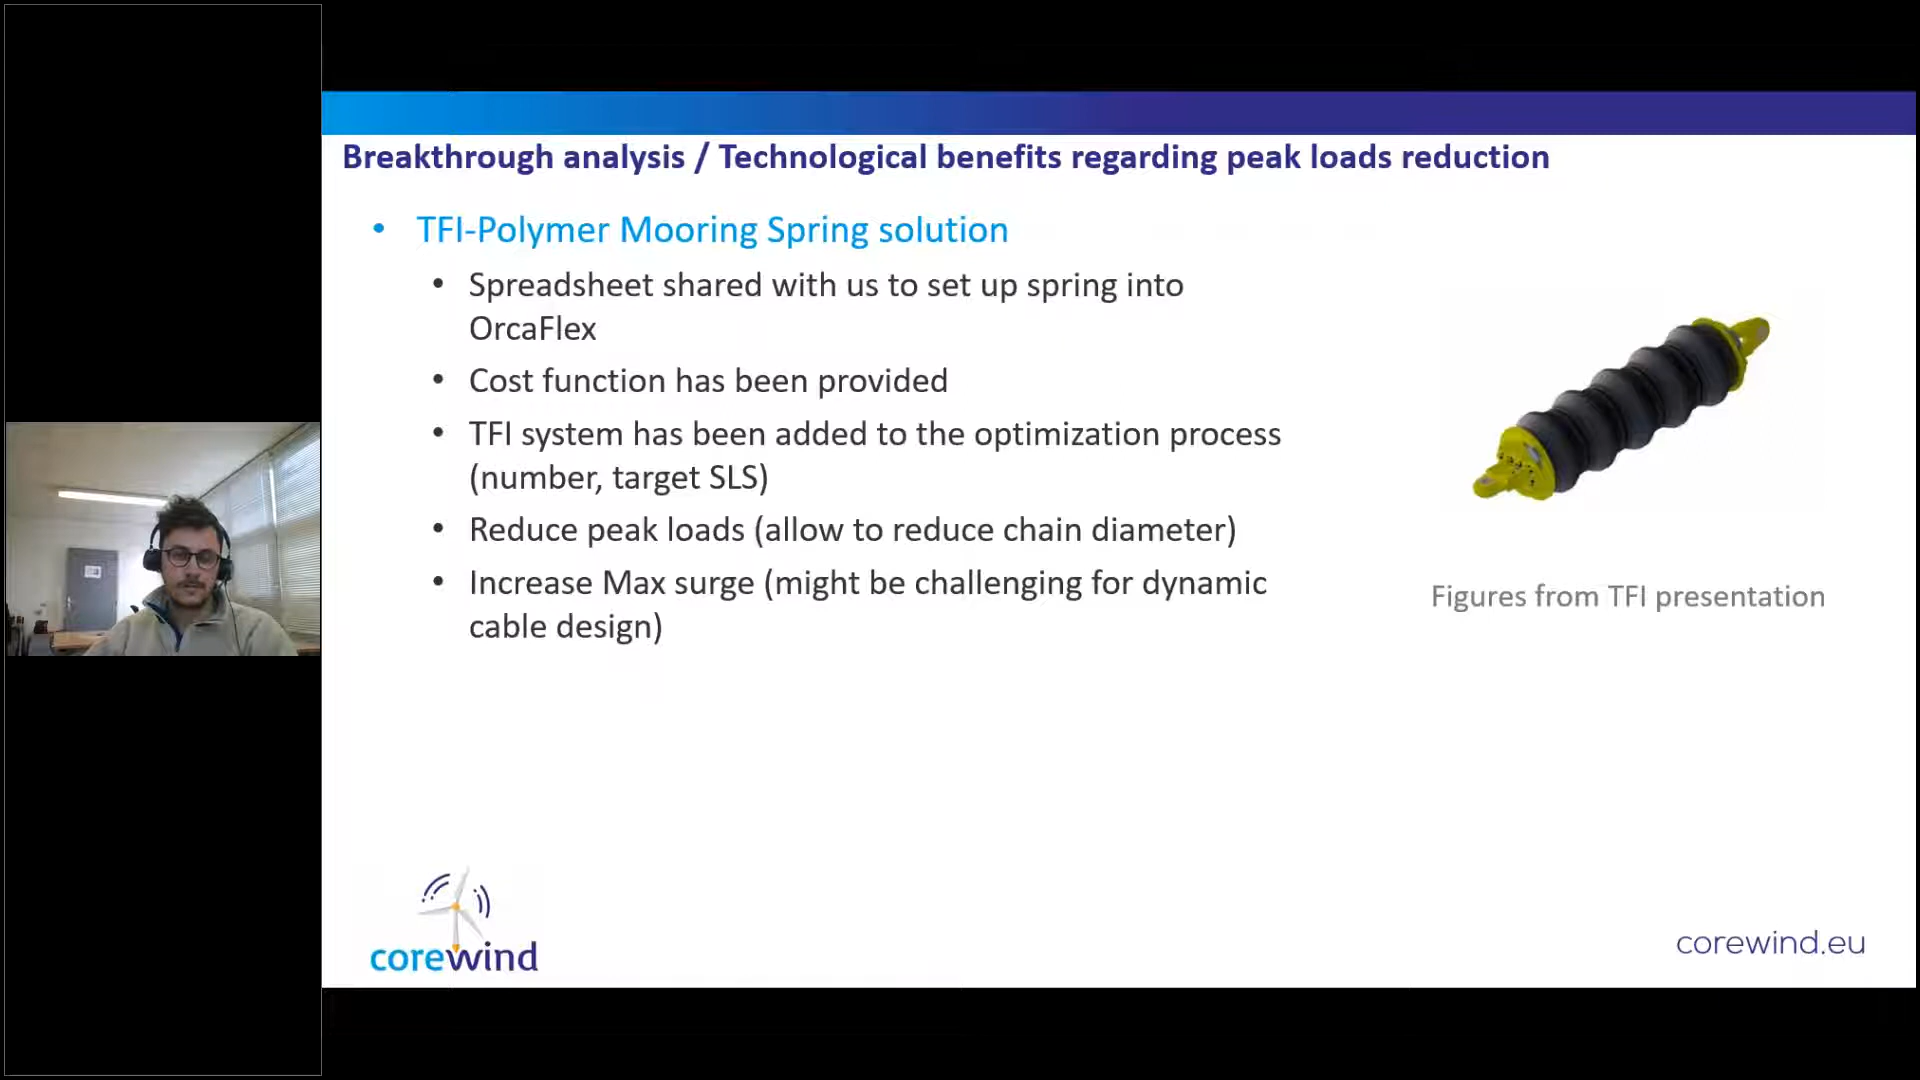 Breakthrough analysis / Technological benefits regarding peak loads reduction
• TFI-Polymer Mooring Spring solution
• Spreadsheet shared with us to set up spring into
OrcaFlex
• Cost function has been provided
• TFI system has been added to the optimization process
(number, target SLS)
• Reduce peak loads (allow to reduce chain diameter)
• Increase Max surge (might be challenging for dynamic
cable design)
Figures from TFI presentation
corewind
corewind.eu